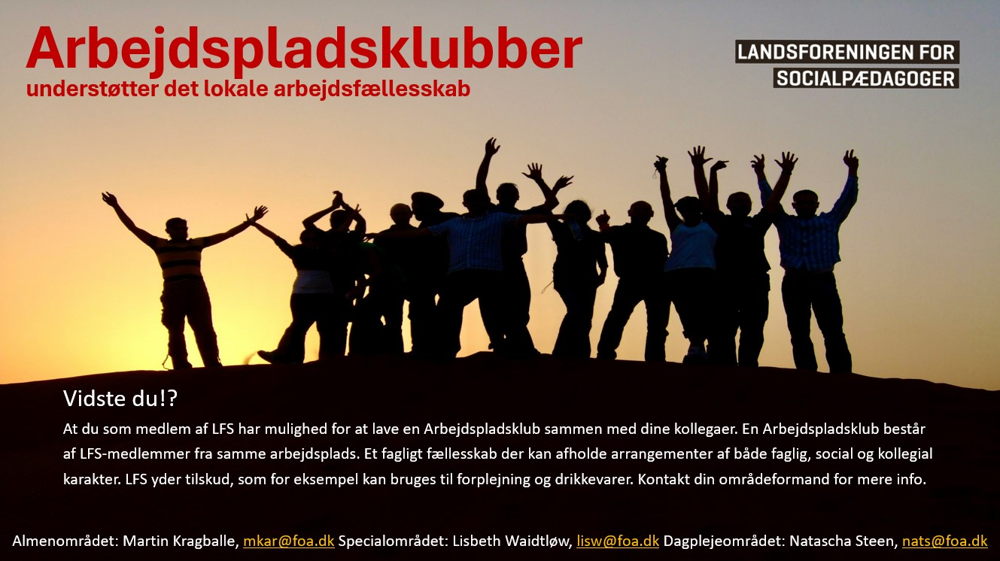 Arbejdspladsklubber
understøtter det lokale arbejdsfællesskab
LANDSFORENINGEN FOR
SOCIALPÆDAGOGER
Vidste du!?
At du som medlem af LFS har mulighed for at lave en Arbejdspladsklub sammen med dine kollegaer. En Arbejdspladsklub består
af LFS-medlemmer fra samme arbejdsplads. Et fagligt fællesskab der kan afholde arrangementer af både faglig, social og kollegial
karakter. LFS yder tilskud, som for eksempel kan bruges til forplejning og drikkevarer. Kontakt din områdeformand for mere info.
Almenområdet: Martin Kragballe, mkar@foa.dk Specialområdet: Lisbeth Waidtløw, lisw@foa.dk Dagplejeområdet: Natascha Steen, nats@foa.dk